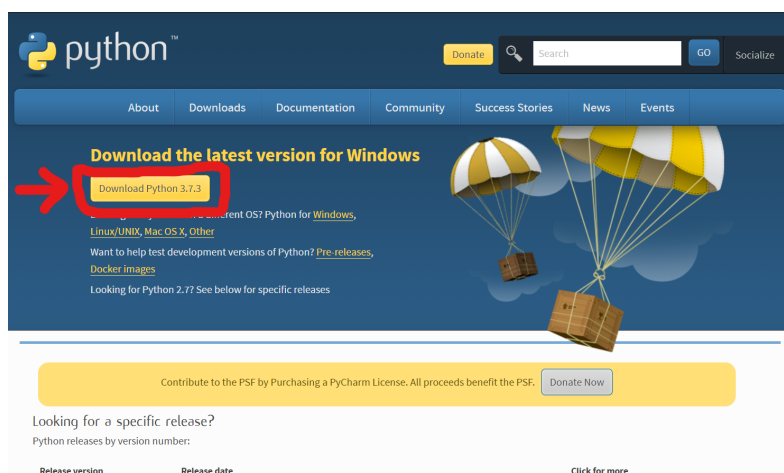 python™
Donate
Search
GO
Socialize
About Downloads Documentation Community Success Stories News Events
Download the latest version for Windows
Download Python 3.7.3
different OS? Python for Windows,
Linux/UNIX, Mac OS X, Other
Want to help test development versions of Python? Pre-releases,
Docker images
Looking for Python 2.7? See below for specific releases
Contribute to the PSF by Purchasing a PyCharm License. All proceeds benefit the PSF. Donate Now
Looking for a specific release?
Python releases by version number:
Release version Release date Click for more